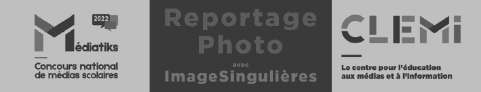 2022
Médiatiks
Concours national
de médias scolaires
Reportage
Photo
avec
ImageSingulières
CLEMI
Le centre pour l'éducation
aux médias et à l'information